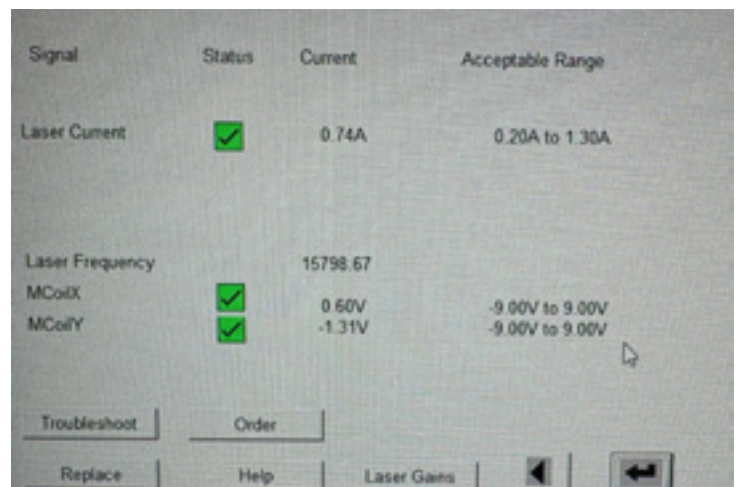 Signal Status Current Acceptable Range
Laser Current 0.74A 0.20A to 1.30A
Laser Frequency 15798.67
MCoilX 0.60V -9.00V to 9.00V
MCoilY -1.31V -9.00V to 9.00V
Troubleshoot Order
Replace Help Laser Gains